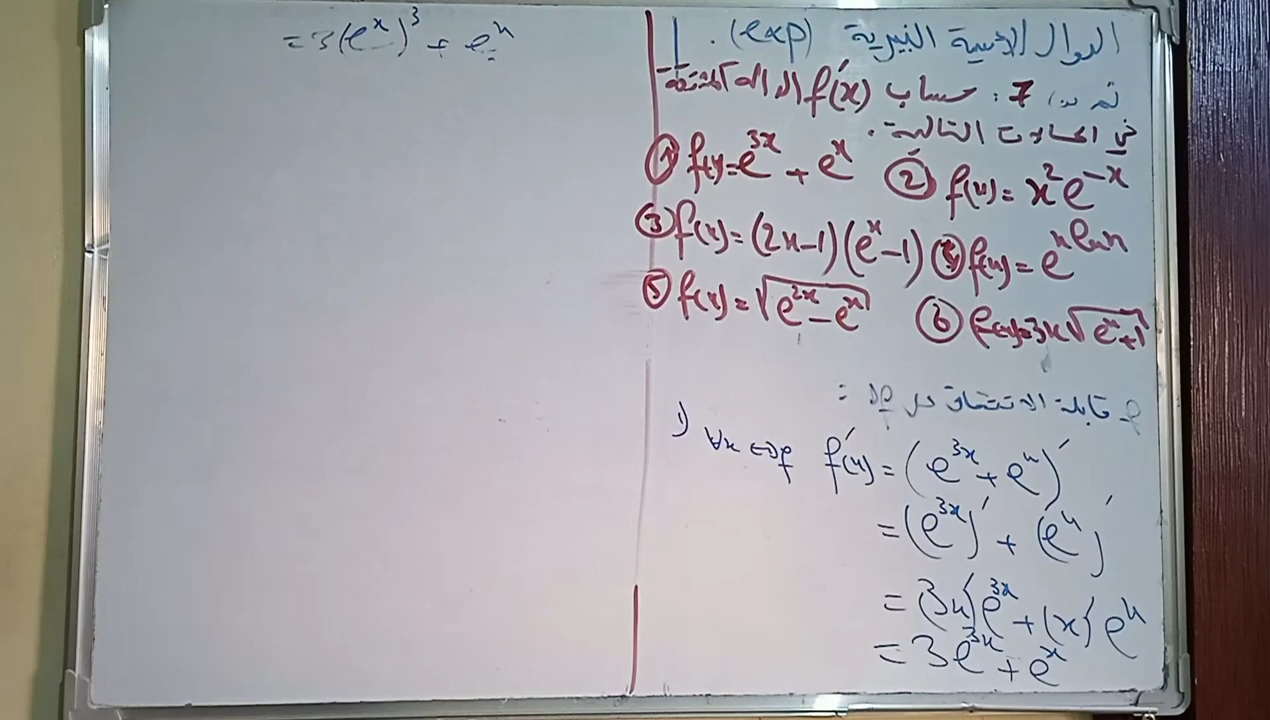 الدوال الأسية النبيرية (exp).
تمرين 7: حساب f'(x) الدالة المشتقة
في الحالات التالية.
① f(x)=e^{3x} + e^x ② f(x)= x²e^{-x}
③ f(x)= (2x-1)(e^x-1) ④ f(x)= e^{x ln x}
⑤ f(x)= √(e^{2x} - e^x) ⑥ f(x)=3x√(e^x+1)
f قابلة الاشتقاق على Df :
1) ∀x∈Df f'(x) = (e^{3x} + e^x)'
= (e^{3x})' + (e^x)'
= (3x)'e^{3x} + (x)'e^x
= 3e^{3x} + e^x
= 3(e^x)^3 + e^x